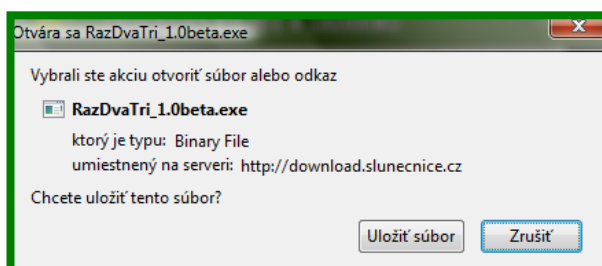 Otvára sa RazDvaTri_1.0beta.exe
Vybrali ste akciu otvoriť súbor alebo odkaz
RazDvaTri_1.0beta.exe
ktorý je typu: Binary File
umiestnený na serveri: http://download.slunecnice.cz
Chcete uložiť tento súbor?
Uložiť súbor Zrušiť